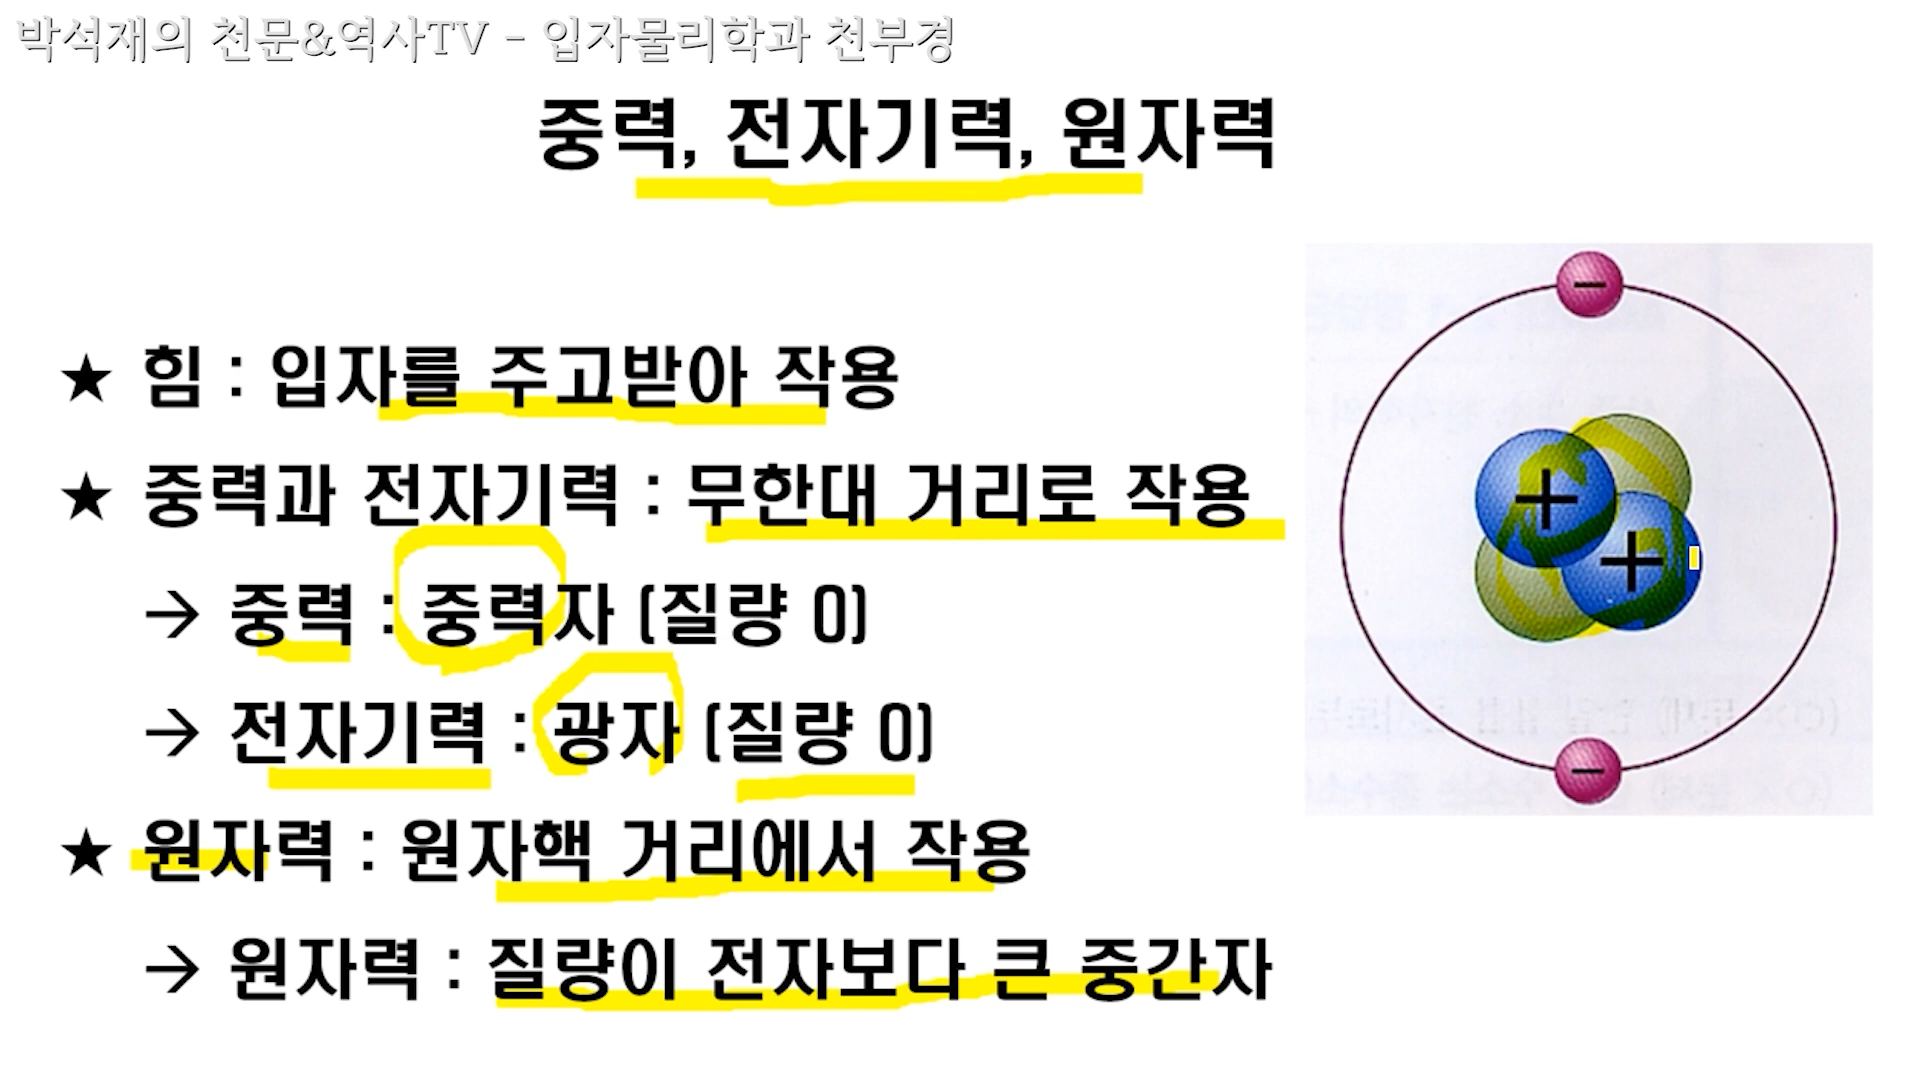 박석재의 천문&역사TV - 입자물리학과 천부경
중력, 전자기력, 원자력
★ 힘 : 입자를 주고받아 작용
★ 중력과 전자기력 : 무한대 거리로 작용
→ 중력 : 중력자 (질량 0)
→ 전자기력 : 광자 (질량 0)
★ 원자력 : 원자핵 거리에서 작용
→ 원자력 : 질량이 전자보다 큰 중간자
−
+
+
−